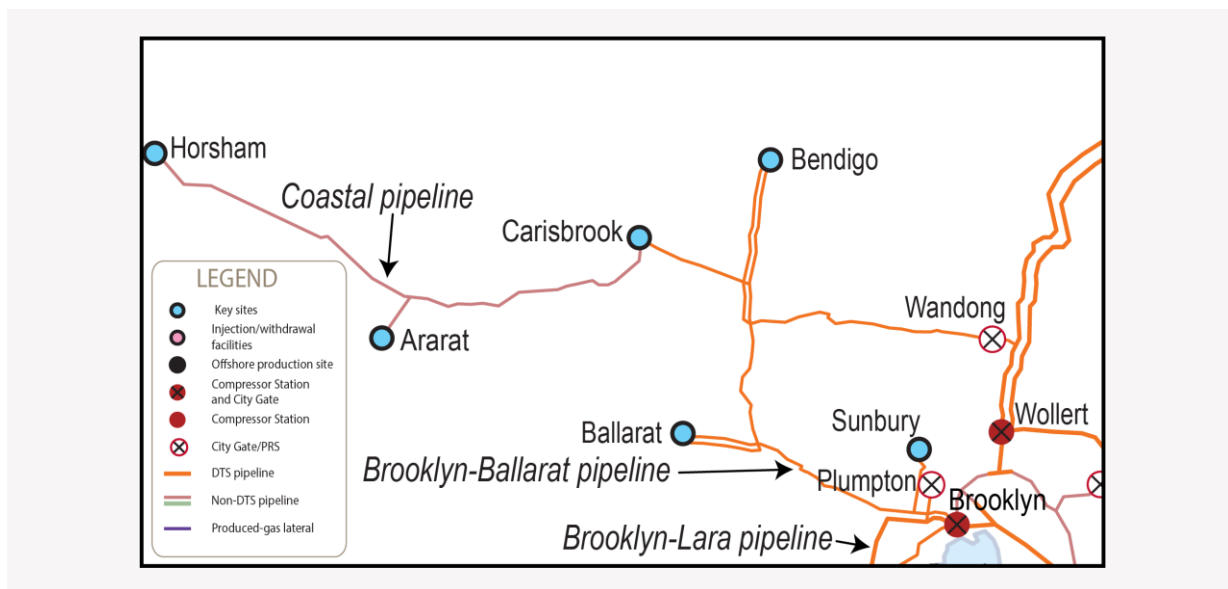 Horsham
Bendigo
Coastal pipeline
Carisbrook
LEGEND
Key sites
Injection/withdrawal
facilities
Offshore production site
Compressor Station
and City Gate
Compressor Station
City Gate/PRS
DTS pipeline
Non-DTS pipeline
Produced-gas lateral
Wandong
Ararat
Ballarat
Sunbury
Wollert
Brooklyn-Ballarat pipeline
Plumpton
Brooklyn
Brooklyn-Lara pipeline